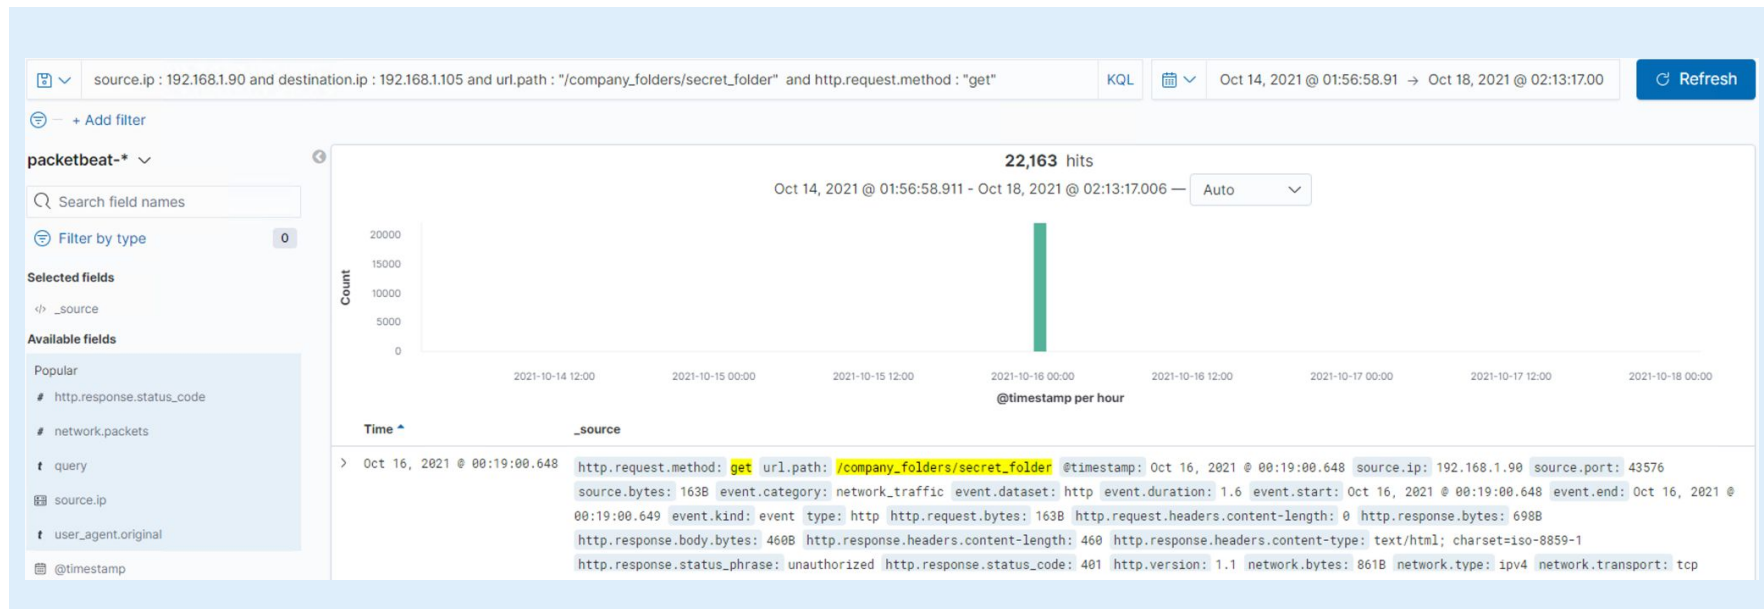 source.ip : 192.168.1.90 and destination.ip : 192.168.1.105 and url.path : "/company_folders/secret_folder" and http.request.method : "get"
KQL
Oct 14, 2021 @ 01:56:58.91 → Oct 18, 2021 @ 02:13:17.00
Refresh
+ Add filter
packetbeat-*
Search field names
Filter by type 0
Selected fields
</> _source
Available fields
Popular
# http.response.status_code
# network.packets
t query
source.ip
t user_agent.original
@timestamp
22,163 hits
Oct 14, 2021 @ 01:56:58.911 - Oct 18, 2021 @ 02:13:17.006 — Auto
Count
20000
15000
10000
5000
0
2021-10-14 12:00 2021-10-15 00:00 2021-10-15 12:00 2021-10-16 00:00 2021-10-16 12:00 2021-10-17 00:00 2021-10-17 12:00 2021-10-18 00:00
@timestamp per hour
Time _source
Oct 16, 2021 @ 00:19:00.648
http.request.method: get url.path: /company_folders/secret_folder @timestamp: Oct 16, 2021 @ 00:19:00.648 source.ip: 192.168.1.90 source.port: 43576
source.bytes: 163B event.category: network_traffic event.dataset: http event.duration: 1.6 event.start: Oct 16, 2021 @ 00:19:00.648 event.end: Oct 16, 2021 @
00:19:00.649 event.kind: event type: http http.request.bytes: 163B http.request.headers.content-length: 0 http.response.bytes: 698B
http.response.body.bytes: 460B http.response.headers.content-length: 460 http.response.headers.content-type: text/html; charset=iso-8859-1
http.response.status_phrase: unauthorized http.response.status_code: 401 http.version: 1.1 network.bytes: 861B network.type: ipv4 network.transport: tcp